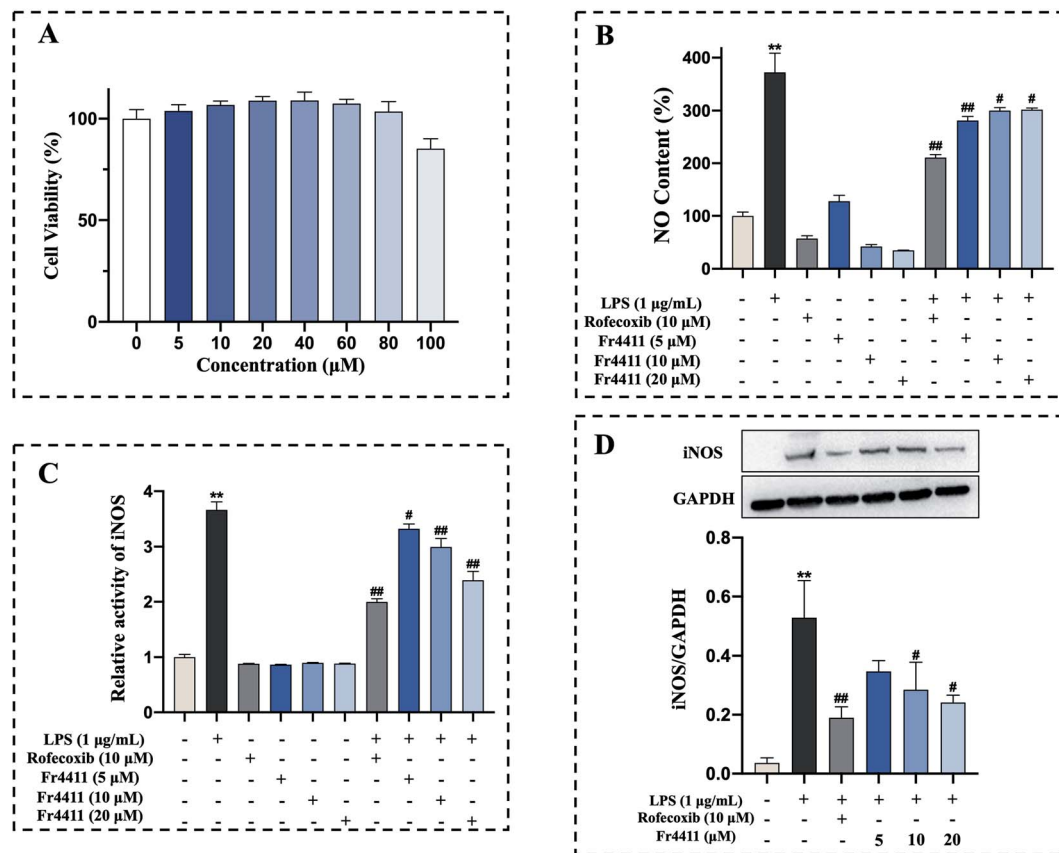 A
Cell Viability (%)
100
50
0
0 5 10 20 40 60 80 100
Concentration (μM)
B
NO Content (%)
400
300
200
100
0
**
##
##
#
#
LPS (1 μg/mL) - + - - - - + + + +
Rofecoxib (10 μM) - - + - - - + - - -
Fr4411 (5 μM) - - - + - - - + - -
Fr4411 (10 μM) - - - - + - - - + -
Fr4411 (20 μM) - - - - - + - - - +
C
Relative activity of iNOS
4
3
2
1
0
**
##
#
##
##
LPS (1 μg/mL) - + - - - - + + + +
Rofecoxib (10 μM) - - + - - - + - - -
Fr4411 (5 μM) - - - + - - - + - -
Fr4411 (10 μM) - - - - + - - - + -
Fr4411 (20 μM) - - - - - + - - - +
D
iNOS
GAPDH
iNOS/GAPDH
0.8
0.6
0.4
0.2
0.0
**
##
#
#
LPS (1 μg/mL) - + + + + +
Rofecoxib (10 μM) - - + - - -
Fr4411 (μM) - - - 5 10 20